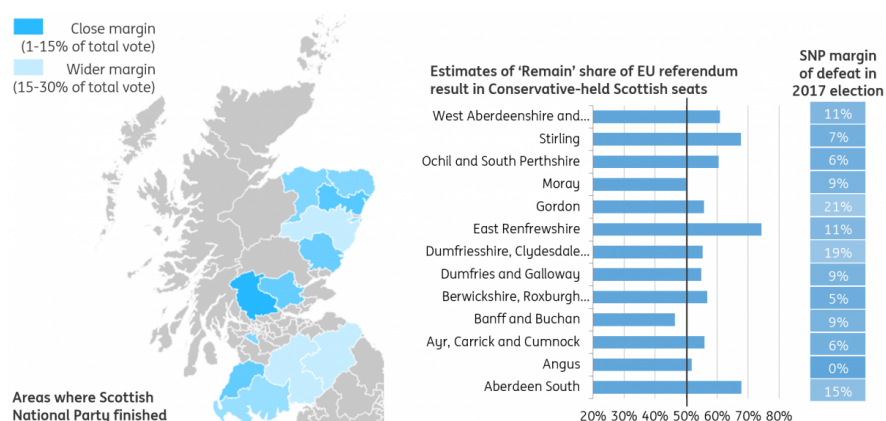 Close margin
(1-15% of total vote)
Wider margin
(15-30% of total vote)
Areas where Scottish
National Party finished
Estimates of ‘Remain’ share of EU referendum
result in Conservative-held Scottish seats
SNP margin
of defeat in
2017 election
West Aberdeenshire and... 11%
Stirling 7%
Ochil and South Perthshire 6%
Moray 9%
Gordon 21%
East Renfrewshire 11%
Dumfriesshire, Clydesdale... 19%
Dumfries and Galloway 9%
Berwickshire, Roxburgh... 5%
Banff and Buchan 9%
Ayr, Carrick and Cumnock 6%
Angus 0%
Aberdeen South 15%
20% 30% 40% 50% 60% 70% 80%